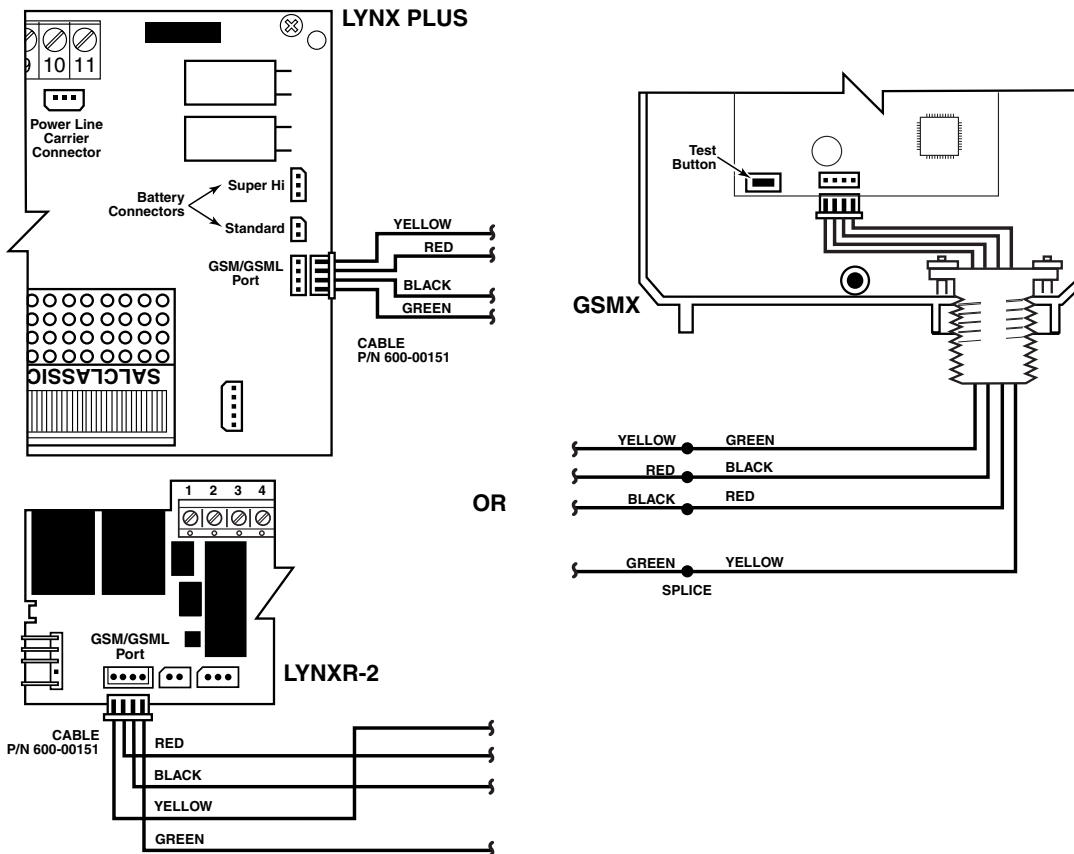 LYNX PLUS
9 10 11
Power Line
Carrier
Connector
Battery
Connectors
Super Hi
Standard
GSM/GSML
Port
YELLOW
RED
BLACK
GREEN
CABLE
P/N 600-00151
SALCLASSIC
Test
Button
GSMX
YELLOW GREEN
RED BLACK
BLACK RED
GREEN YELLOW
SPLICE
OR
1 2 3 4
GSM/GSML
Port
LYNXR-2
CABLE
P/N 600-00151
RED
BLACK
YELLOW
GREEN